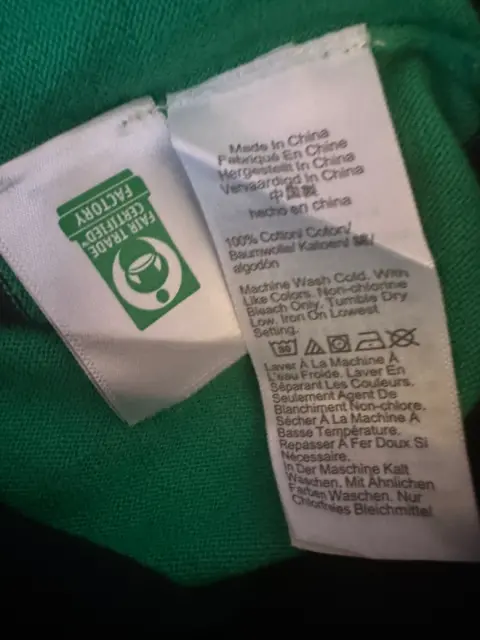 FAIR TRADE
CERTIFIED
FACTORY
Made In China
Fabriqué En Chine
Hergestellt In China
Vervaardigd In China
中国製
hecho en china
100% Cotton/ Coton/
Baumwolle/ Katoen/ 綿/
algodón
Machine Wash Cold. With
Like Colors. Non-chlorine
Bleach Only. Tumble Dry
Low. Iron On Lowest
Setting.
30
Laver À La Machine À
L'eau Froide. Laver En
Séparant Les Couleurs.
Seulement Agent De
Blanchiment Non-chlore.
Sécher À La Machine À
Basse Température.
Repasser À Fer Doux Si
Nécessaire.
In Der Maschine Kalt
Waschen. Mit Ähnlichen
Farben Waschen. Nur
Chlorfreies Bleichmittel